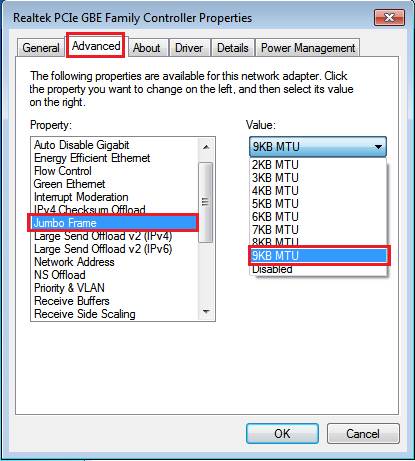 Realtek PCIe GBE Family Controller Properties
General
Advanced
About
Driver
Details
Power Management
The following properties are available for this network adapter. Click
the property you want to change on the left, and then select its value
on the right.
Property:
Auto Disable Gigabit
Energy Efficient Ethernet
Flow Control
Green Ethernet
Interrupt Moderation
IPv4 Checksum Offload
Jumbo Frame
Large Send Offload v2 (IPv4)
Large Send Offload v2 (IPv6)
Network Address
NS Offload
Priority & VLAN
Receive Buffers
Receive Side Scaling
Value:
9KB MTU
2KB MTU
3KB MTU
4KB MTU
5KB MTU
6KB MTU
7KB MTU
8KB MTU
9KB MTU
Disabled
OK
Cancel